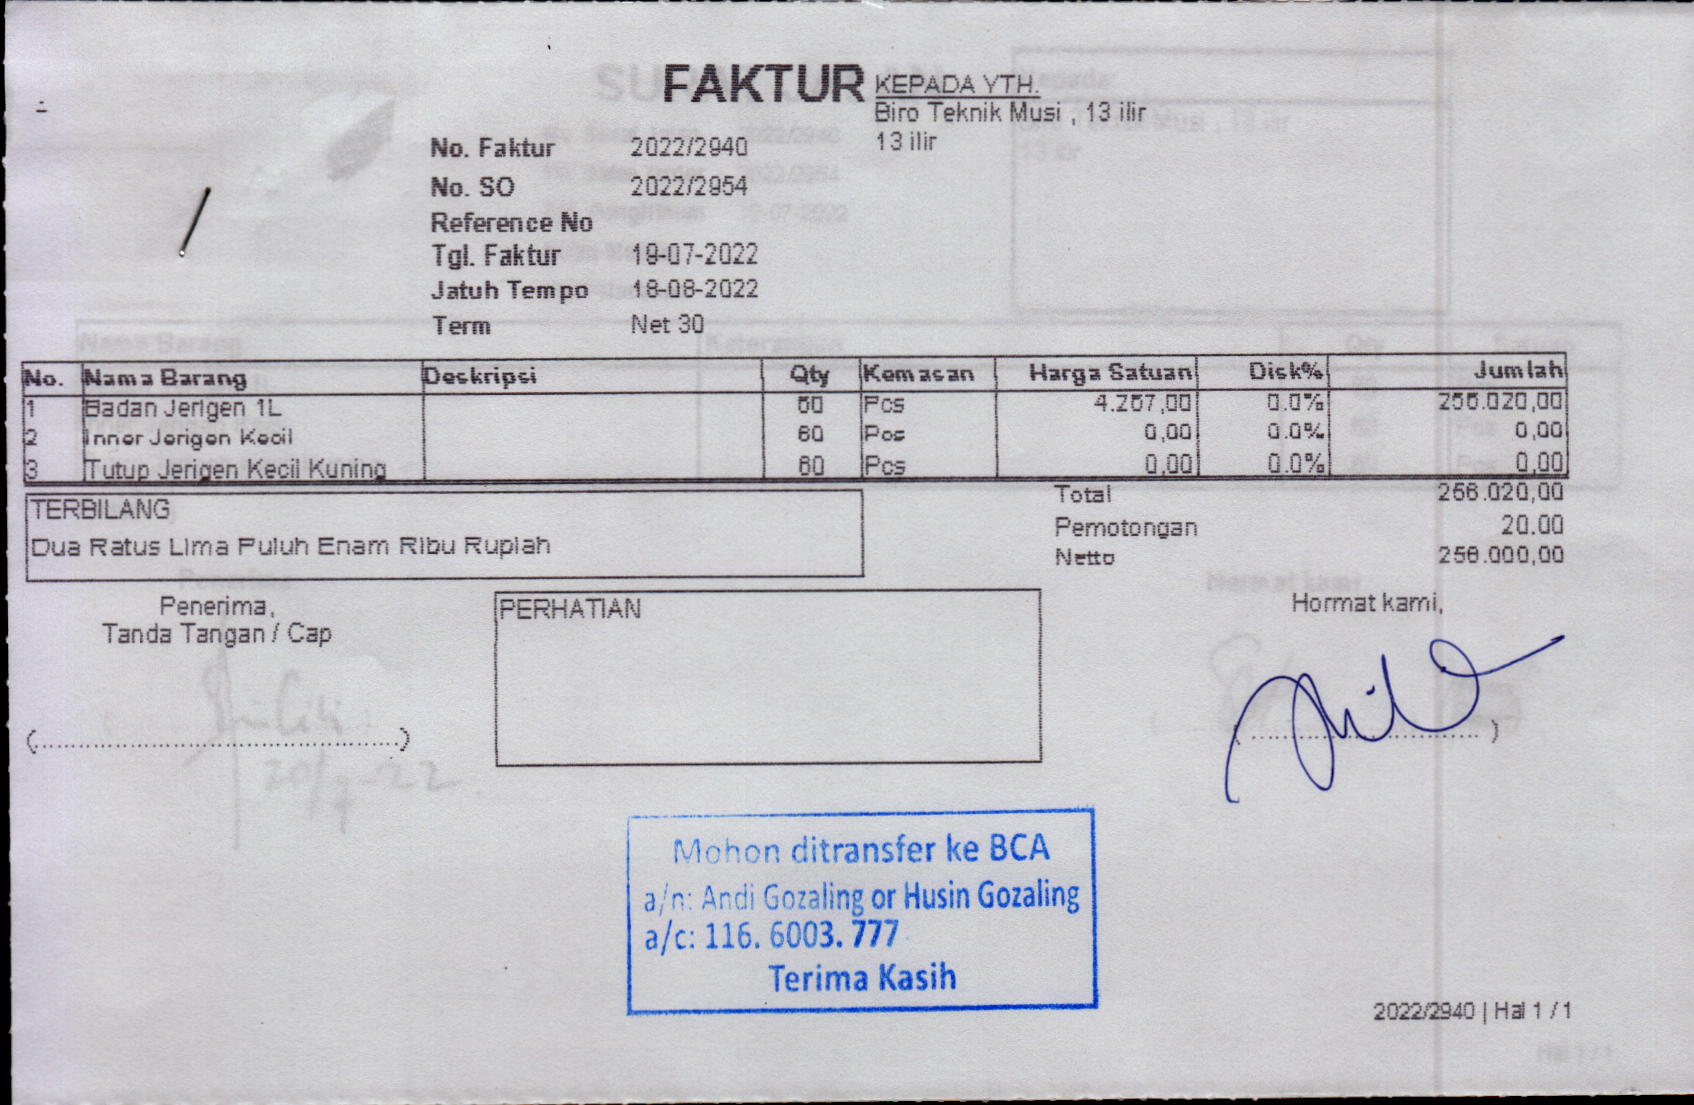 FAKTUR
KEPADA YTH.
Biro Teknik Musi , 13 ilir
13 ilir
No. Faktur 2022/2940
No. SO 2022/2954
Reference No
Tgl. Faktur 19-07-2022
Jatuh Tempo 18-08-2022
Term Net 30
No. Nama Barang Deskripsi Qty Kemasan Harga Satuan Disk% Jumlah
1 Badan Jerigen 1L 60 Pcs 4.267,00 0.0% 256.020,00
2 Inner Jerigen Kecil 60 Pcs 0,00 0.0% 0,00
3 Tutup Jerigen Kecil Kuning 60 Pcs 0,00 0.0% 0,00
TERBILANG
Dua Ratus Lima Puluh Enam Ribu Rupiah
Total 256.020,00
Pemotongan 20.00
Netto 256.000,00
Penerima,
Tanda Tangan / Cap
PERHATIAN
Hormat kami,
Mohon ditransfer ke BCA
a/n: Andi Gozaling or Husin Gozaling
a/c: 116. 6003. 777
Terima Kasih
2022/2940 | Hal 1 / 1